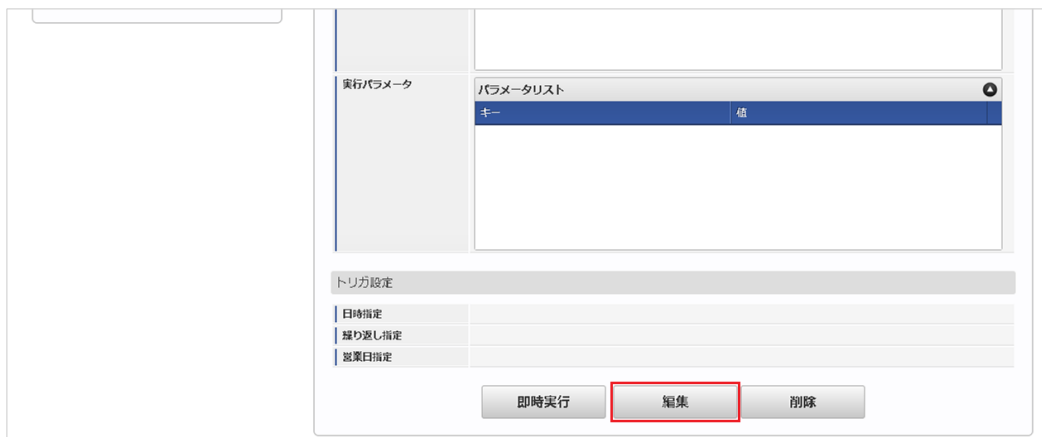 実行パラメータ
パラメータリスト
キー 値
トリガ設定
日時指定
繰り返し指定
営業日指定
即時実行 編集 削除